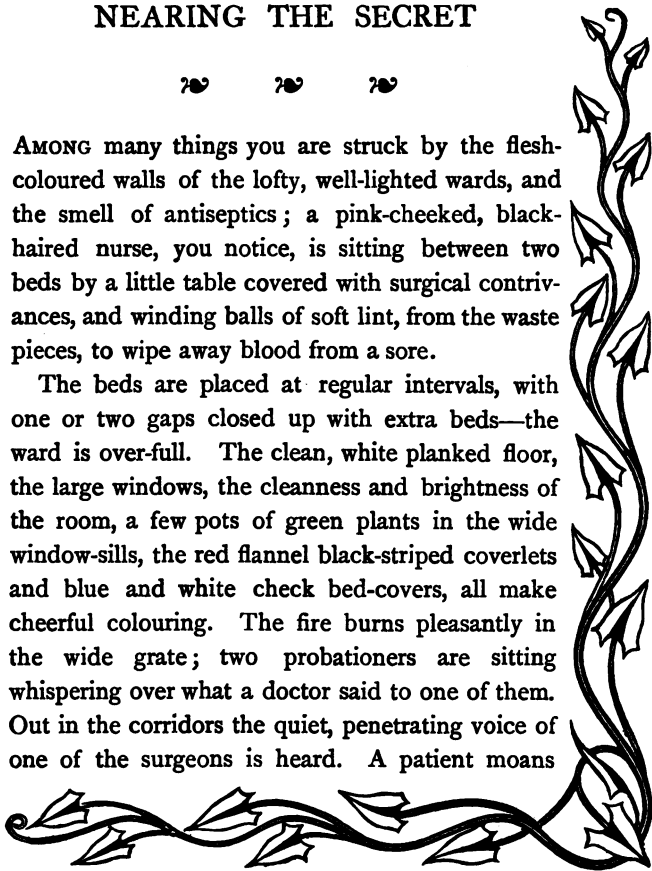 NEARING THE SECRET
AMONG many things you are struck by the flesh-
coloured walls of the lofty, well-lighted wards, and
the smell of antiseptics; a pink-cheeked, black-
haired nurse, you notice, is sitting between two
beds by a little table covered with surgical contriv-
ances, and winding balls of soft lint, from the waste
pieces, to wipe away blood from a sore.
The beds are placed at regular intervals, with
one or two gaps closed up with extra beds—the
ward is over-full. The clean, white planked floor,
the large windows, the cleanness and brightness of
the room, a few pots of green plants in the wide
window-sills, the red flannel black-striped coverlets
and blue and white check bed-covers, all make
cheerful colouring. The fire burns pleasantly in
the wide grate; two probationers are sitting
whispering over what a doctor said to one of them.
Out in the corridors the quiet, penetrating voice of
one of the surgeons is heard. A patient moans